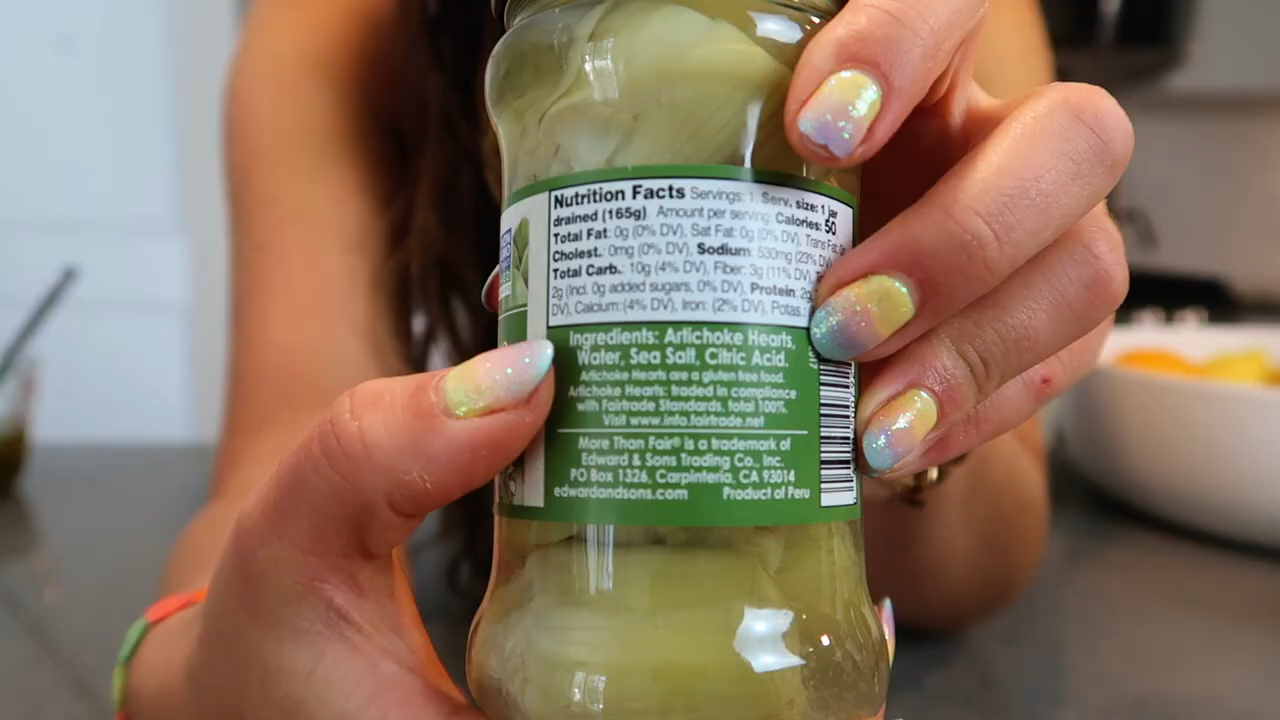 Nutrition Facts Servings: 1, Serv. size: 1 jar
drained (165g) Amount per serving: Calories: 50
Total Fat: 0g (0% DV), Sat Fat: 0g (0% DV), Trans Fat: 0g
Cholest.: 0mg (0% DV), Sodium: 530mg (23% DV),
Total Carb.: 10g (4% DV), Fiber: 3g (11% DV),
2g (Incl. 0g added sugars, 0% DV), Protein: 2g
DV), Calcium: (4% DV), Iron: (2% DV), Potas.
Ingredients: Artichoke Hearts,
Water, Sea Salt, Citric Acid.
Artichoke Hearts are a gluten free food.
Artichoke Hearts: traded in compliance
with Fairtrade Standards, total 100%.
Visit www.info.fairtrade.net
More Than Fair® is a trademark of
Edward & Sons Trading Co., Inc.
PO Box 1326, Carpinteria, CA 93014
edwardandsons.com Product of Peru